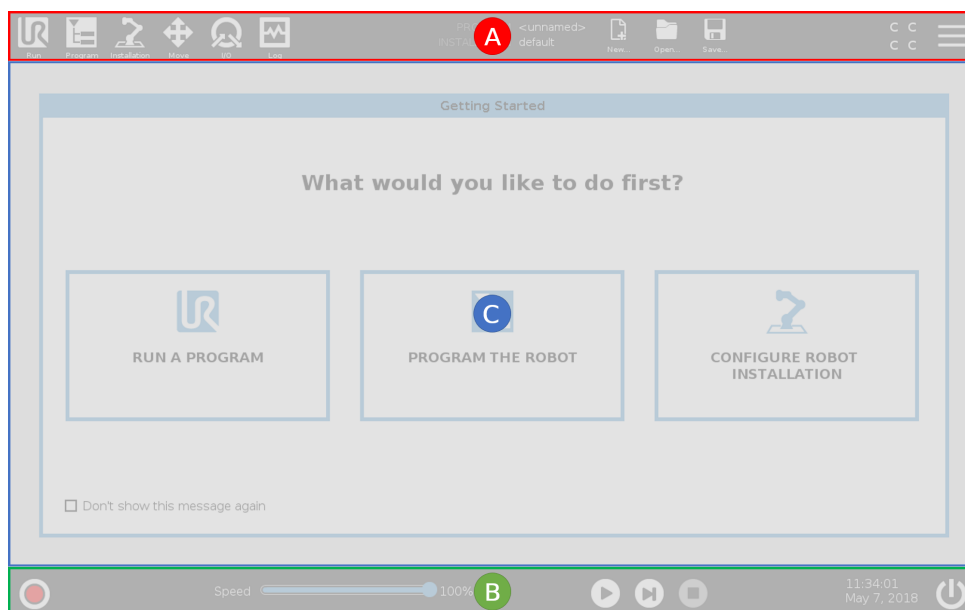 PROGRAM <unnamed>
INSTALLATION default
A
C C
C C
Run Program Installation Move I/O Log New... Open... Save...
Getting Started
What would you like to do first?
C
RUN A PROGRAM
PROGRAM THE ROBOT
CONFIGURE ROBOT
INSTALLATION
Don't show this message again
Speed 100%
B
11:34:01
May 7, 2018